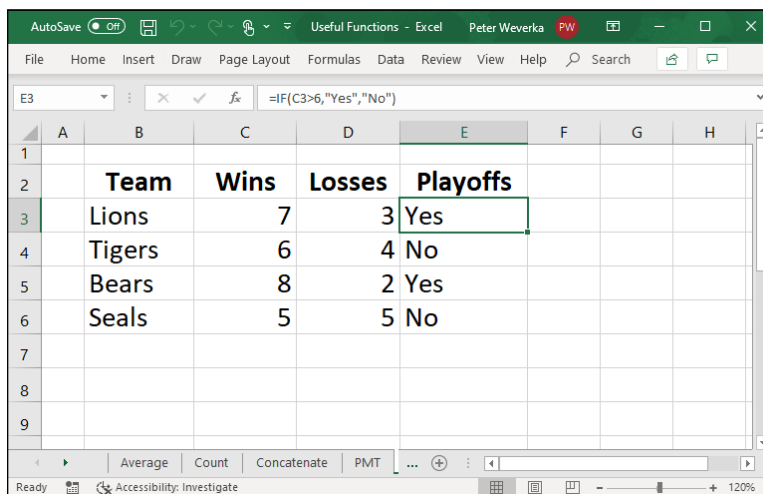 AutoSave Off Useful Functions - Excel Peter Weverka PW
File Home Insert Draw Page Layout Formulas Data Review View Help Search
E3 fx =IF(C3>6,"Yes","No")
A B C D E F G H
1
2 Team Wins Losses Playoffs
3 Lions 7 3 Yes
4 Tigers 6 4 No
5 Bears 8 2 Yes
6 Seals 5 5 No
7
8
9
Average Count Concatenate PMT ...
Ready Accessibility: Investigate 120%